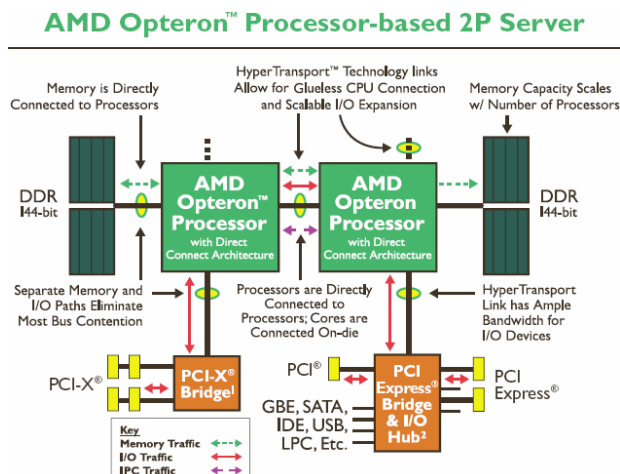 AMD Opteron™ Processor-based 2P Server
Memory is Directly
Connected to Processors
HyperTransport™ Technology links
Allow for Glueless CPU Connection
and Scalable I/O Expansion
Memory Capacity Scales
w/ Number of Processors
DDR
144-bit
AMD
Opteron™
Processor
with Direct
Connect Architecture
AMD
Opteron
Processor
with Direct
Connect Architecture
DDR
144-bit
Separate Memory and
I/O Paths Eliminate
Most Bus Contention
Processors are Directly
Connected to
Processors; Cores are
Connected On-die
HyperTransport
Link has Ample
Bandwidth for
I/O Devices
PCI-X®
PCI-X®
Bridge¹
PCI®
PCI
Express®
Bridge
& I/O
Hub²
PCI
Express®
GBE, SATA,
IDE, USB,
LPC, Etc.
Key
Memory Traffic
I/O Traffic
IPC Traffic